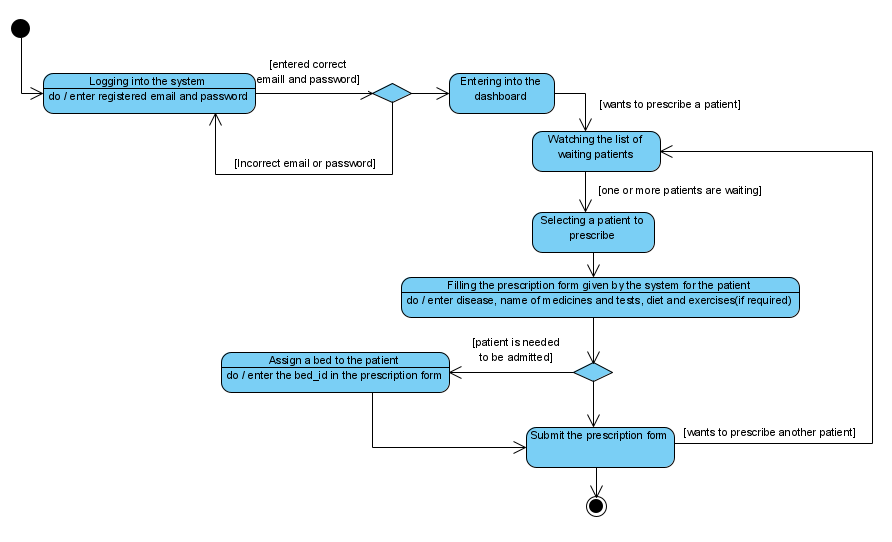 [entered correct
emaill and password]
Logging into the system
do / enter registered email and password
Entering into the
dashboard
[wants to prescribe a patient]
Watching the list of
waiting patients
[Incorrect email or password]
[one or more patients are waiting]
Selecting a patient to
prescribe
Filling the prescription form given by the system for the patient
do / enter disease, name of medicines and tests, diet and exercises(if required)
[patient is needed
to be admitted]
Assign a bed to the patient
do / enter the bed_id in the prescription form
Submit the prescription form
[wants to prescribe another patient]